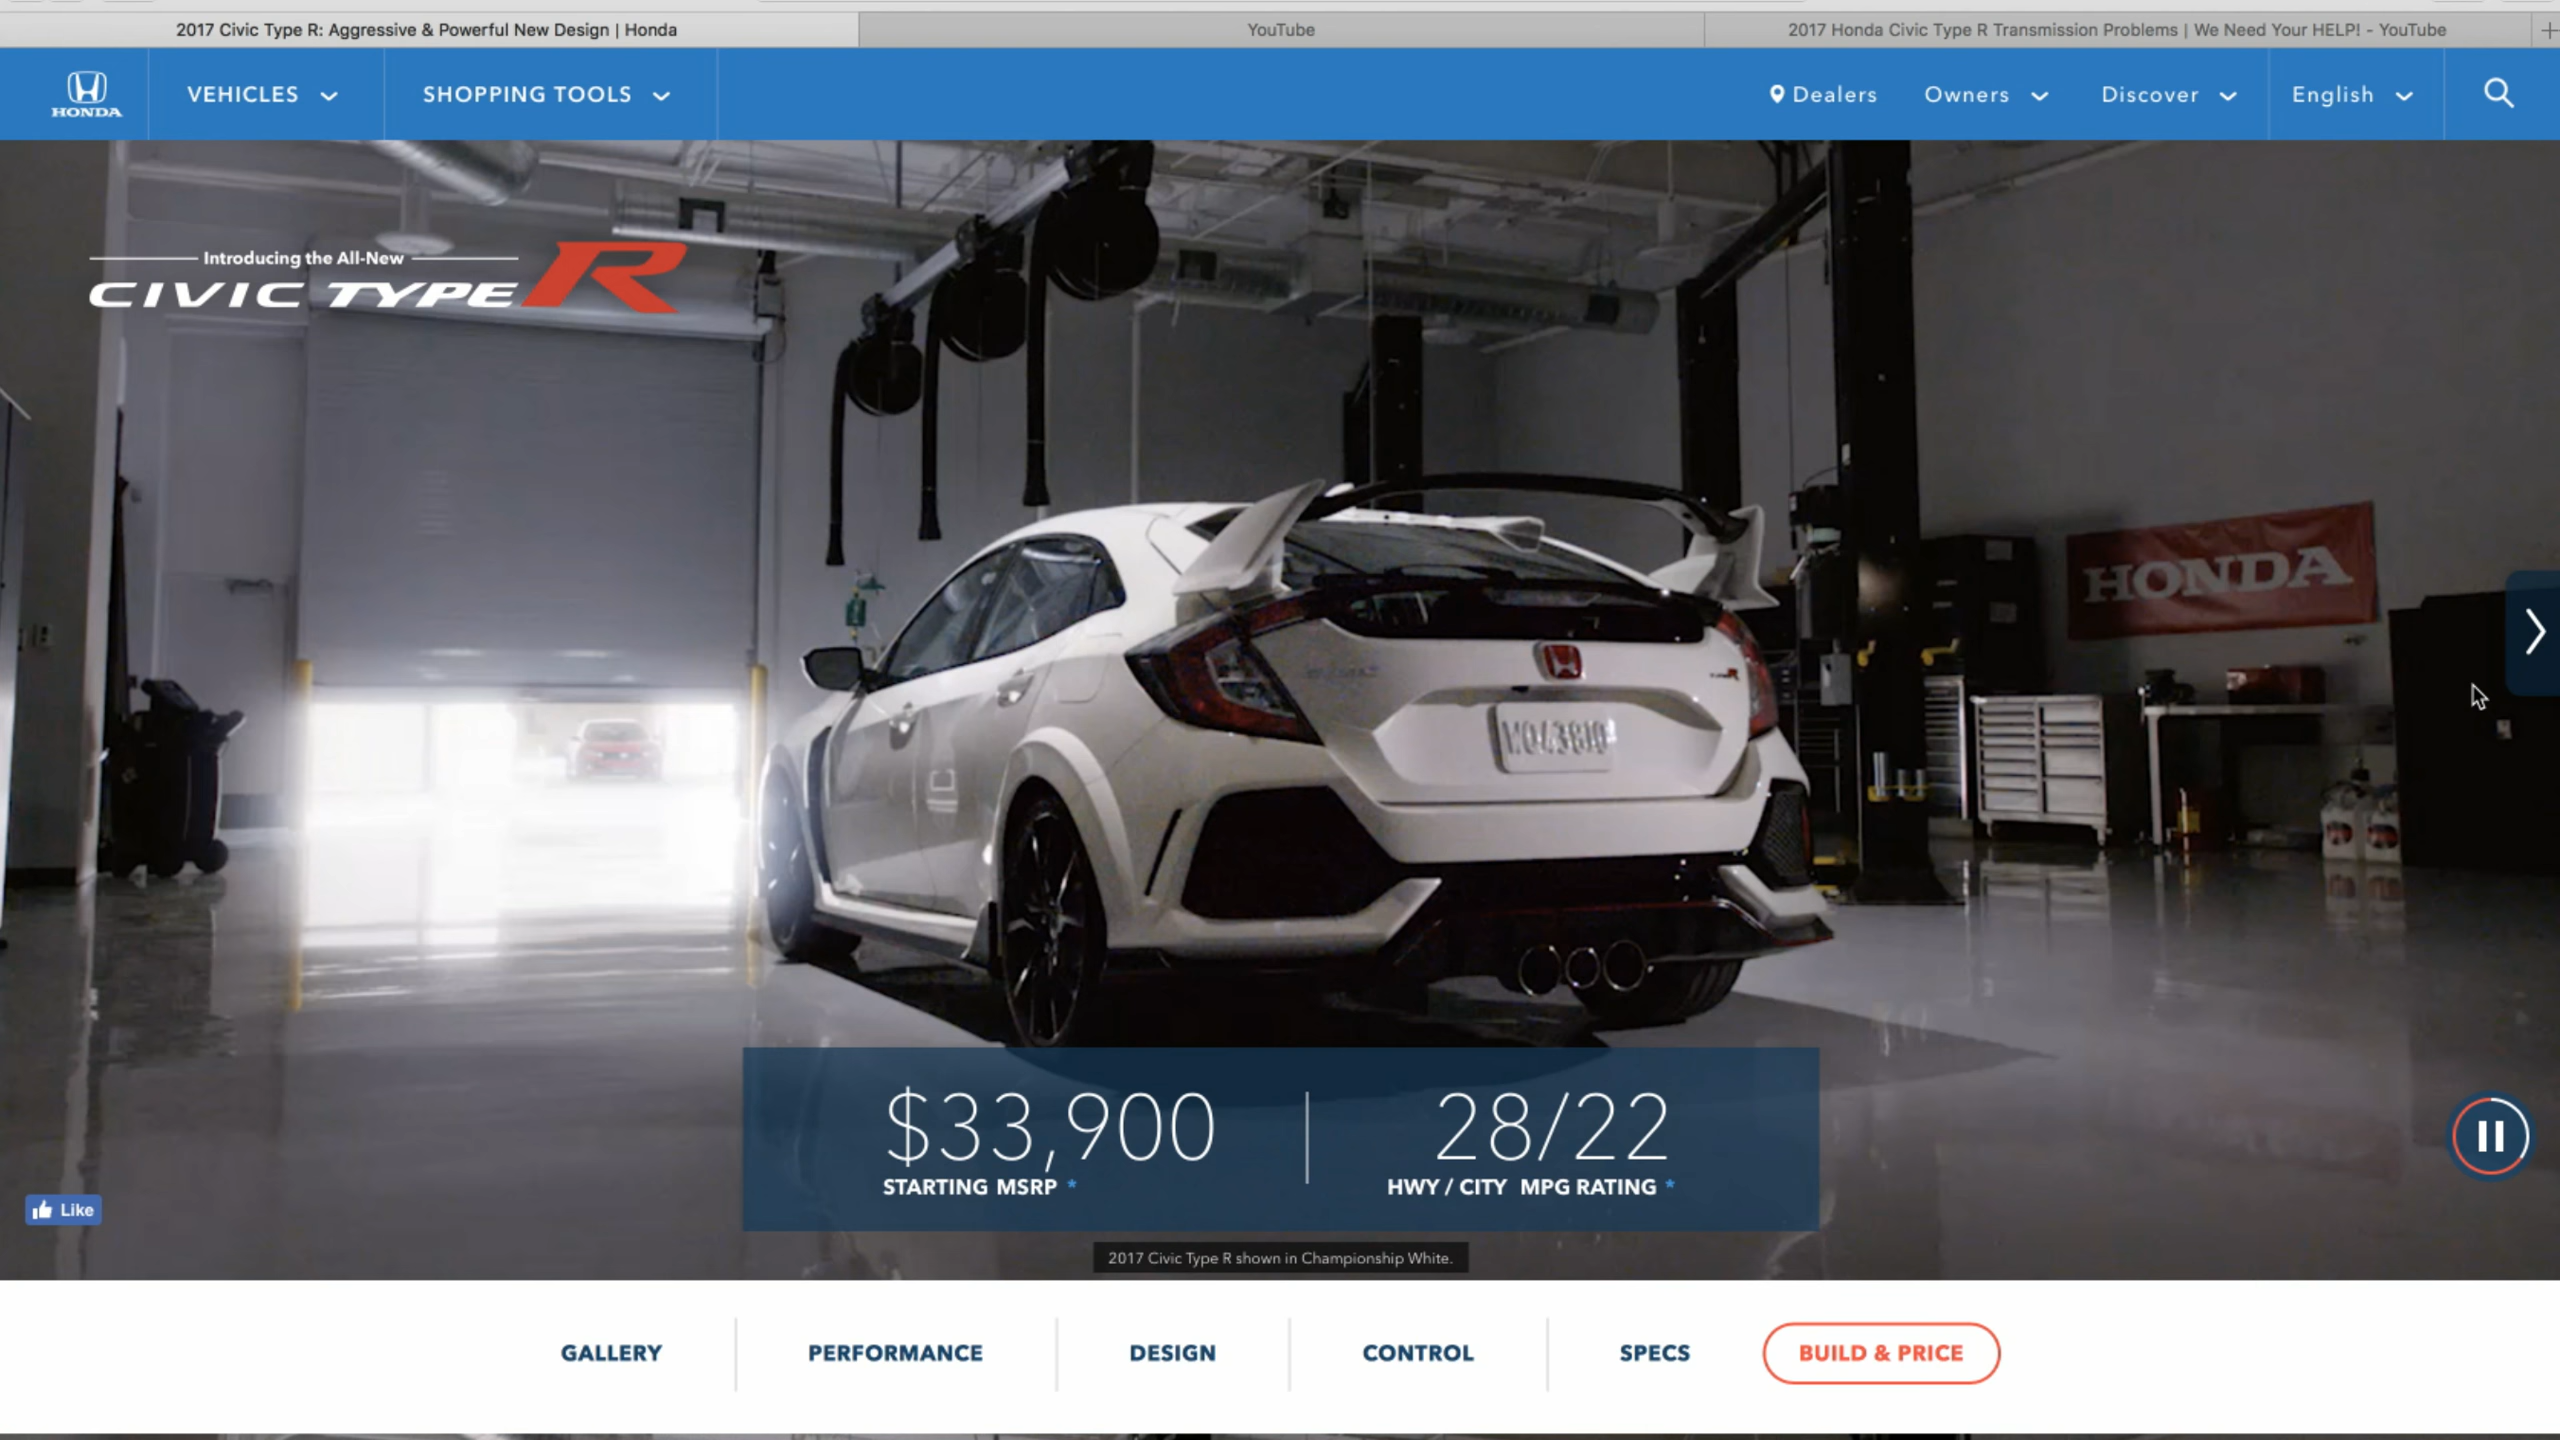 2017 Civic Type R: Aggressive & Powerful New Design | Honda
YouTube
2017 Honda Civic Type R Transmission Problems | We Need Your HELP! - YouTube
HONDA
VEHICLES
SHOPPING TOOLS
Dealers
Owners
Discover
English
Introducing the All-New
CIVIC TYPE R
HONDA
$33,900
STARTING MSRP *
28/22
HWY / CITY MPG RATING *
Like
2017 Civic Type R shown in Championship White.
GALLERY
PERFORMANCE
DESIGN
CONTROL
SPECS
BUILD & PRICE